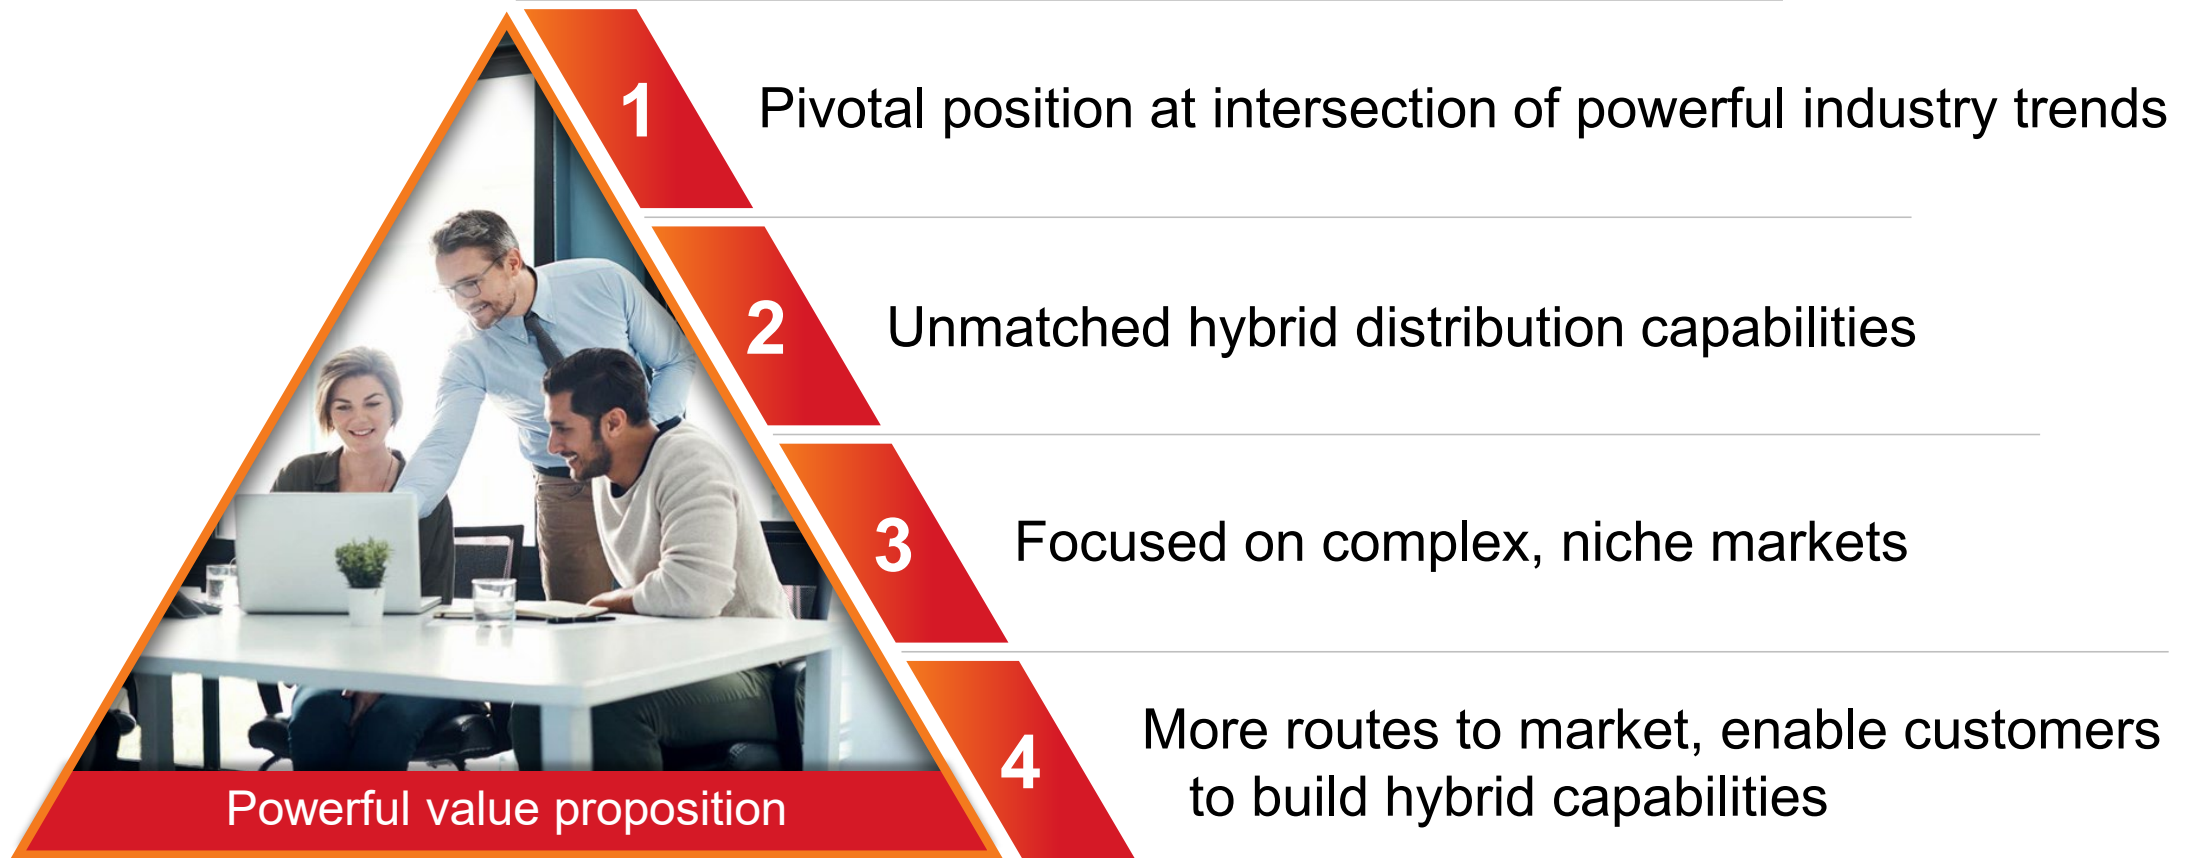 1
Pivotal position at intersection of powerful industry trends
2
Unmatched hybrid distribution capabilities
3
Focused on complex, niche markets
4
More routes to market, enable customers
to build hybrid capabilities
Powerful value proposition